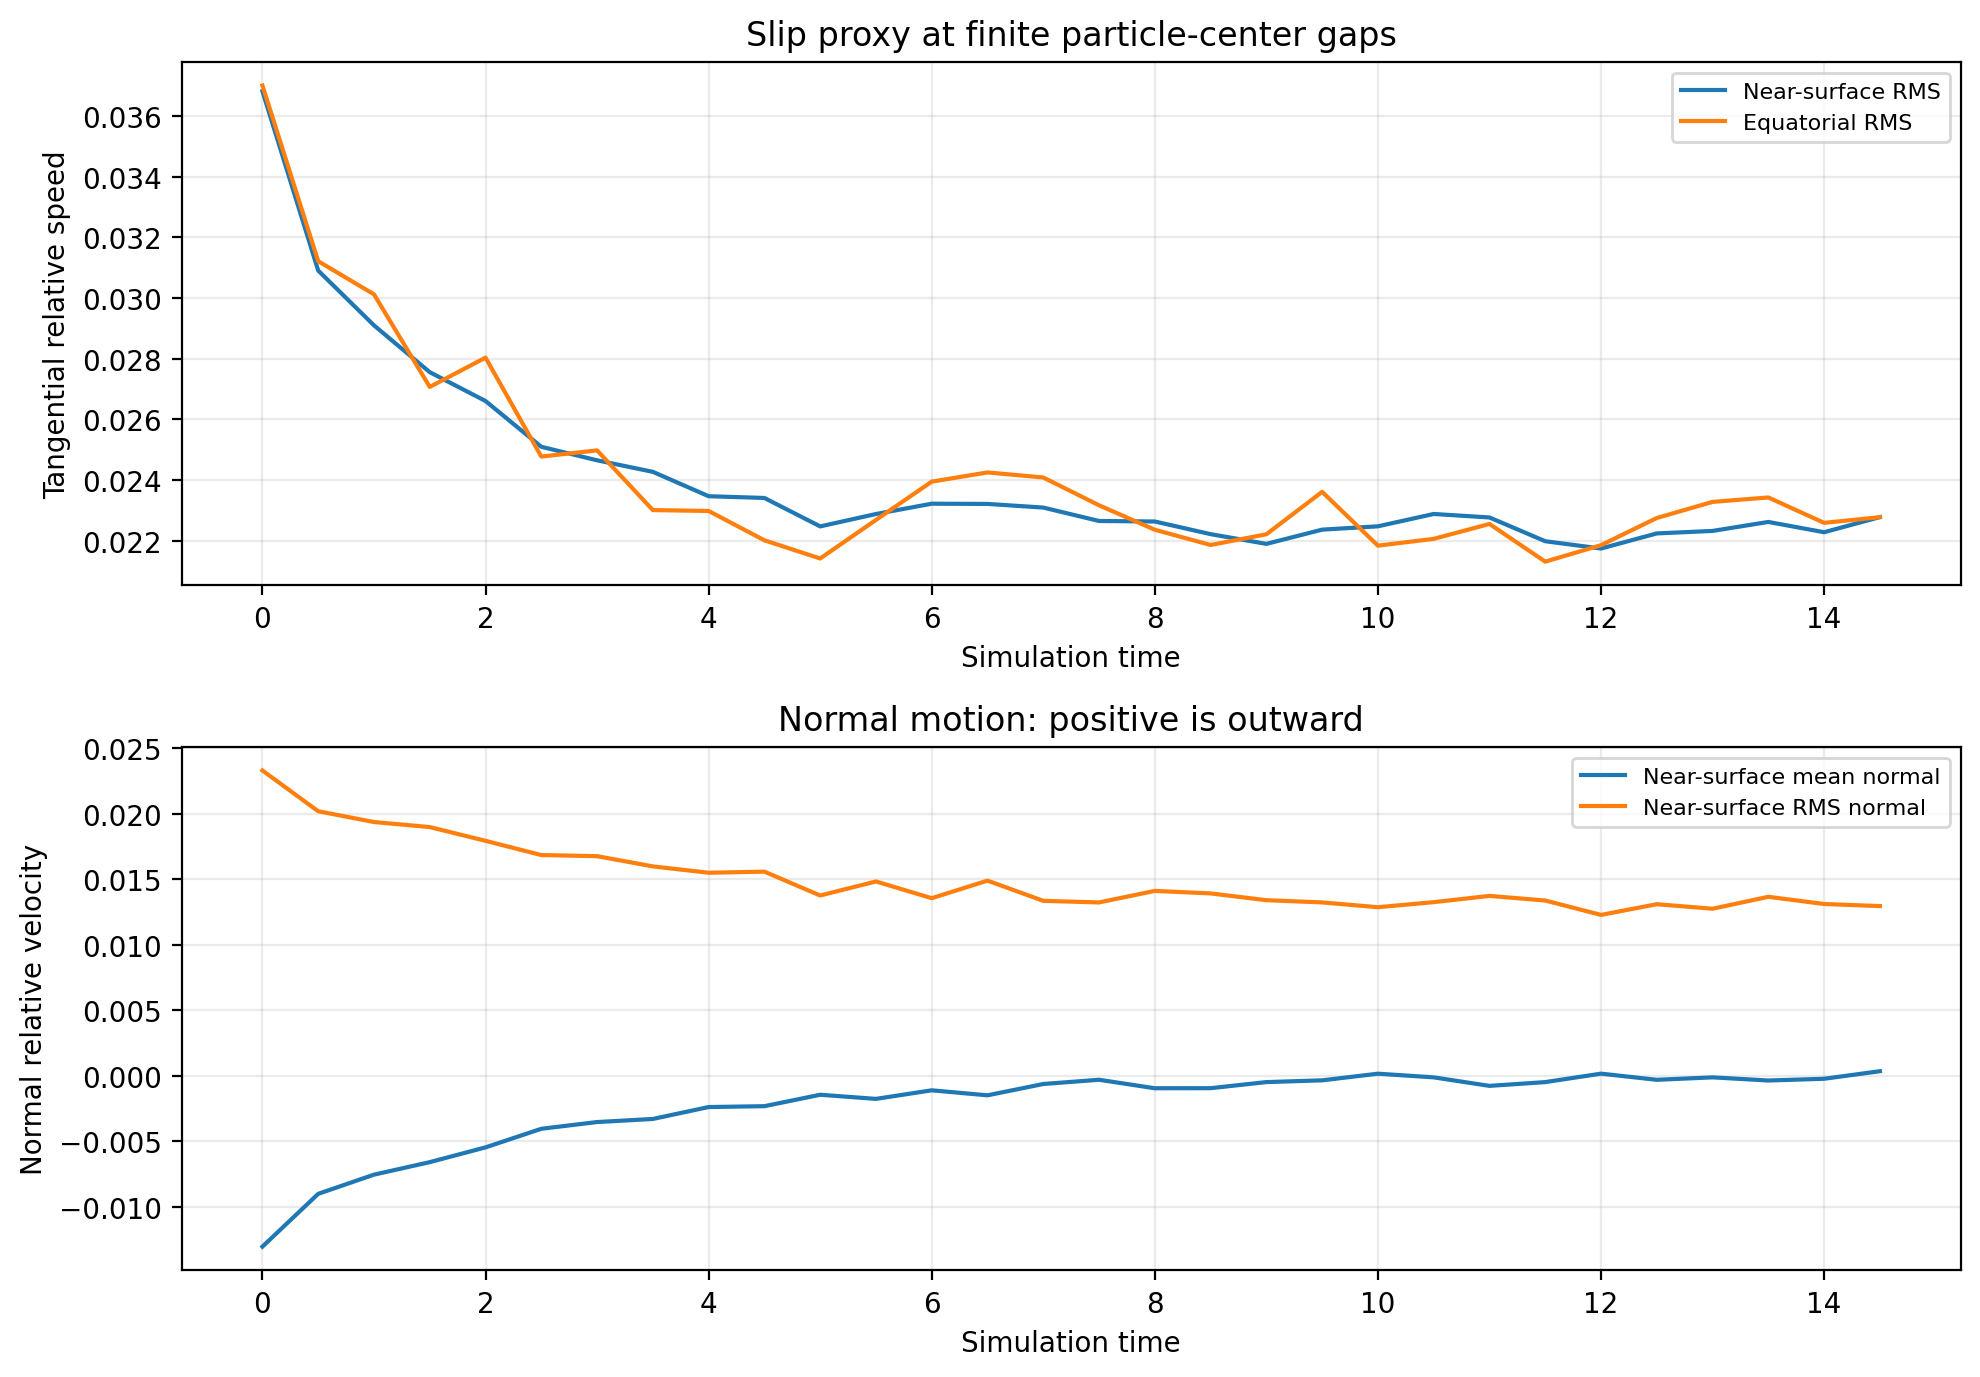 Slip proxy at finite particle-center gaps
Tangential relative speed
0.036
0.034
0.032
0.030
0.028
0.026
0.024
0.022
Near-surface RMS
Equatorial RMS
0 2 4 6 8 10 12 14
Simulation time
Normal motion: positive is outward
Normal relative velocity
0.025
0.020
0.015
0.010
0.005
0.000
−0.005
−0.010
Near-surface mean normal
Near-surface RMS normal
0 2 4 6 8 10 12 14
Simulation time